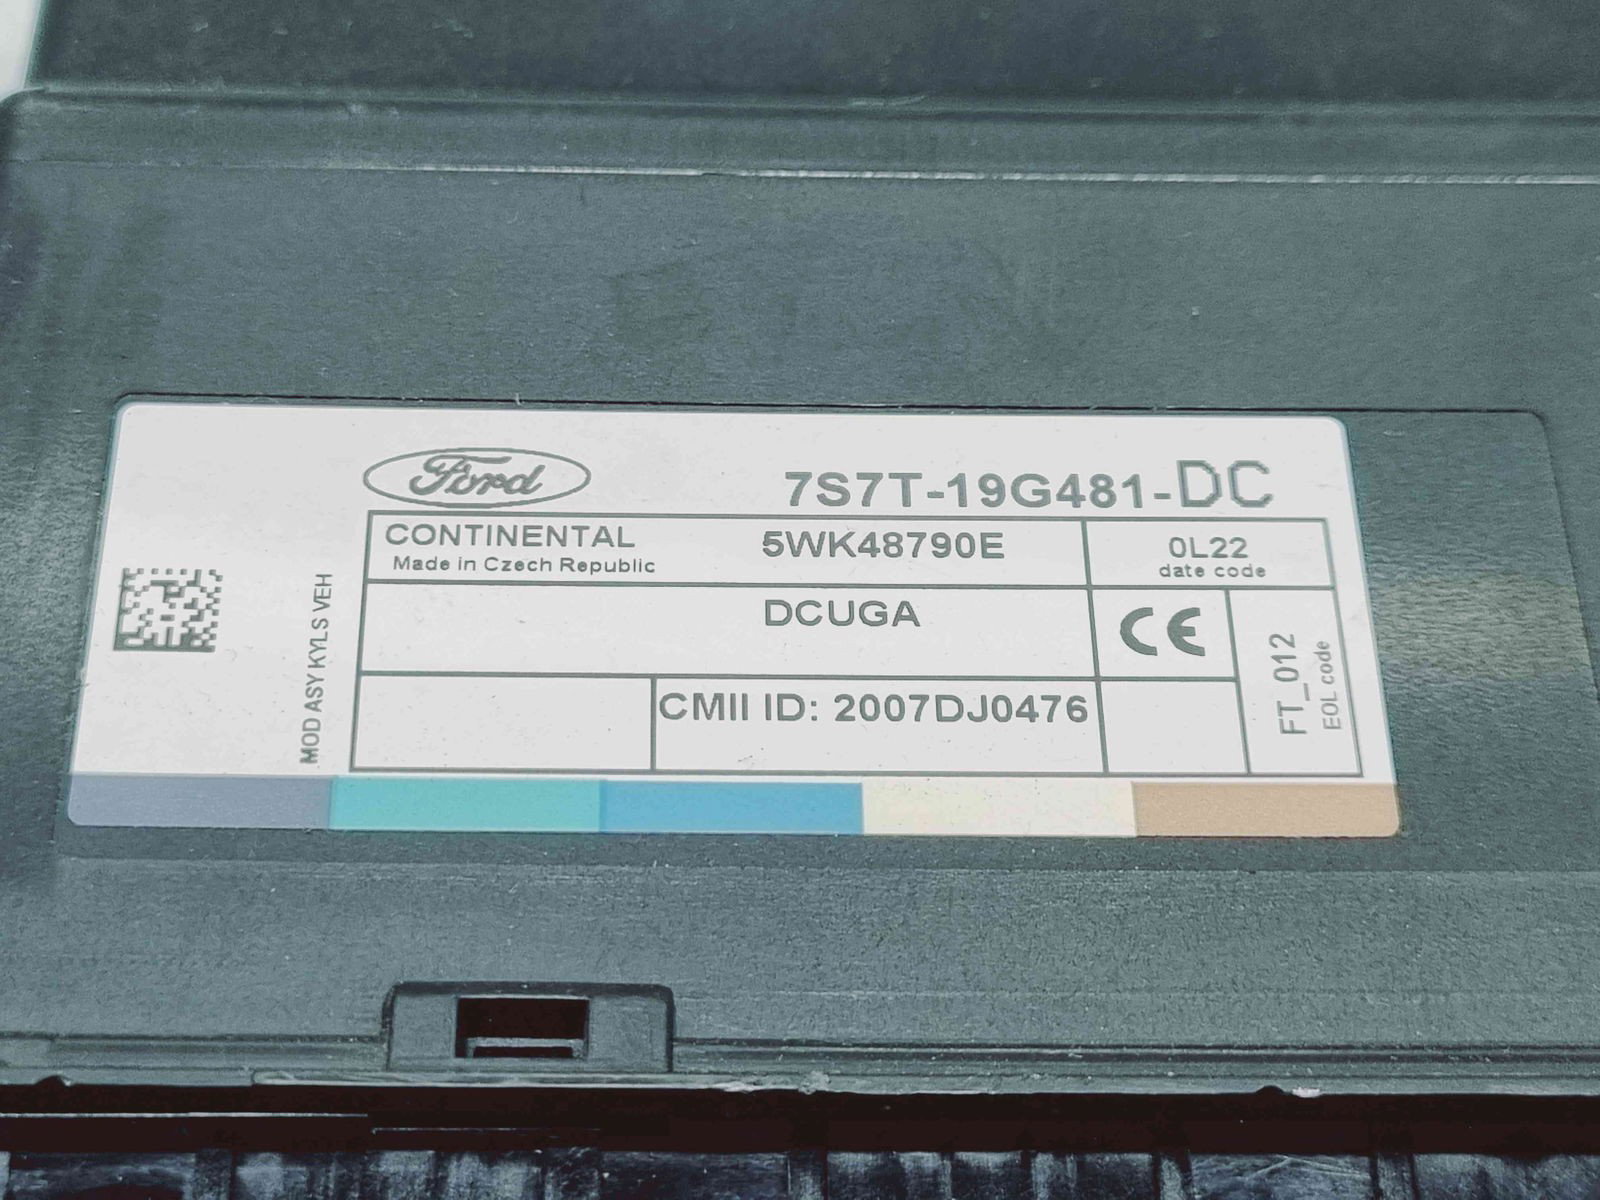 Ford
7S7T-19G481-DC
CONTINENTAL
Made in Czech Republic
5WK48790E
0L22
date code
DCUGA
CMII ID: 2007DJ0476
CE
FT_012
EOL code
MOD ASY KYLS VEH